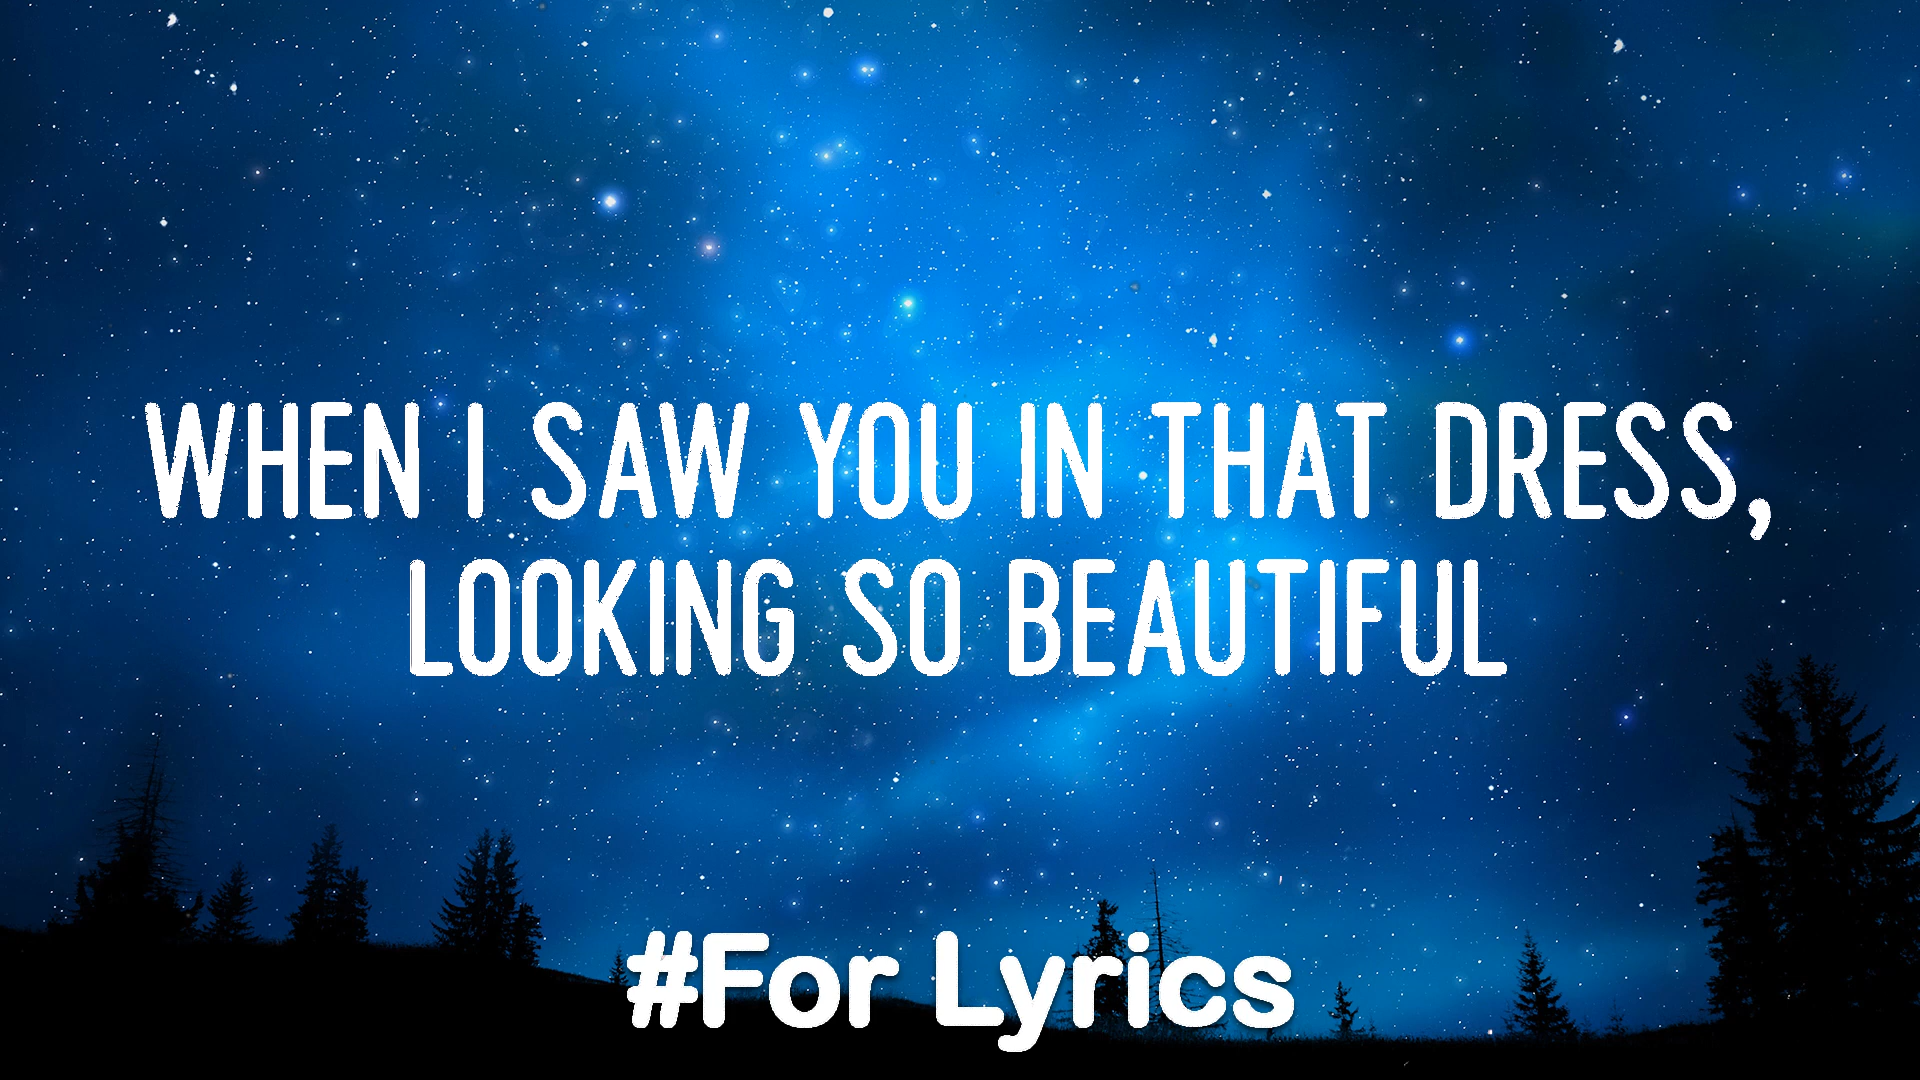 WHEN I SAW YOU IN THAT DRESS,
LOOKING SO BEAUTIFUL
#For Lyrics